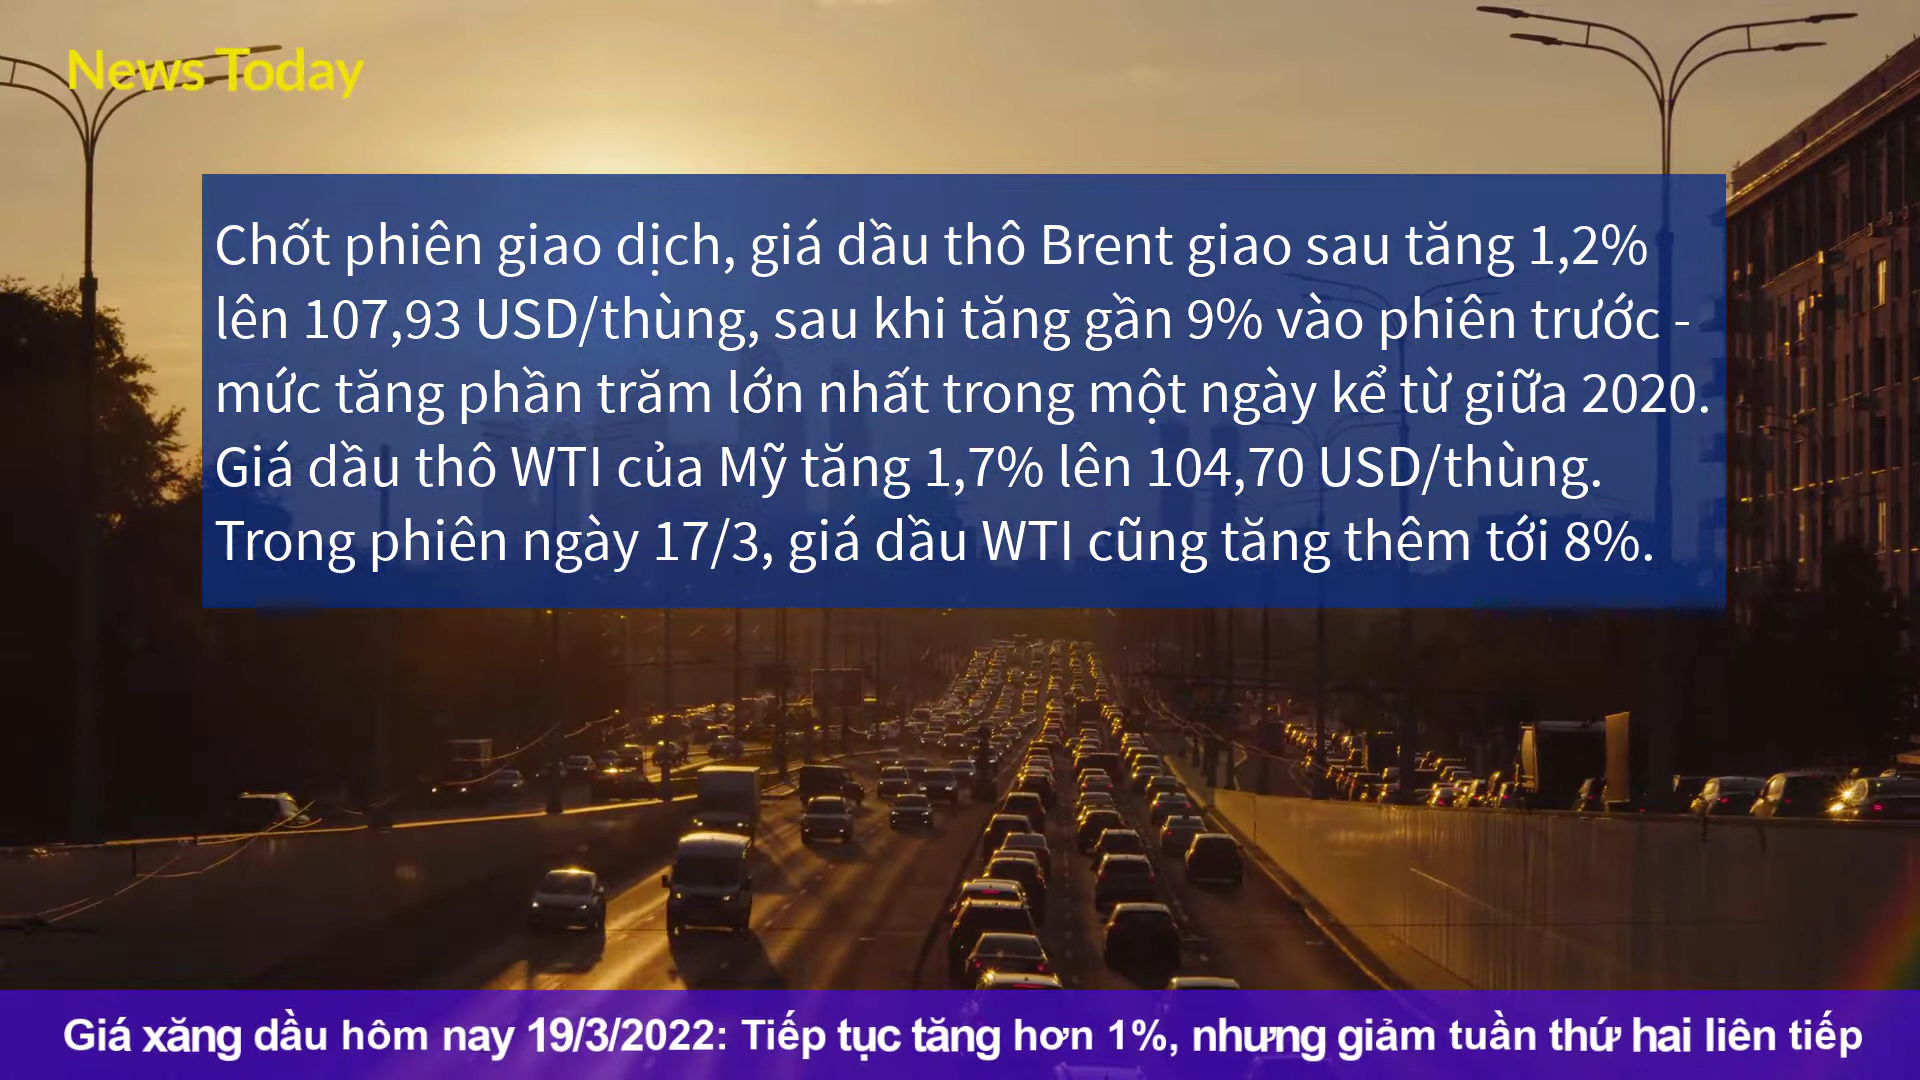 News Today
Chốt phiên giao dịch, giá dầu thô Brent giao sau tăng 1,2%
lên 107,93 USD/thùng, sau khi tăng gần 9% vào phiên trước -
mức tăng phần trăm lớn nhất trong một ngày kể từ giữa 2020.
Giá dầu thô WTI của Mỹ tăng 1,7% lên 104,70 USD/thùng.
Trong phiên ngày 17/3, giá dầu WTI cũng tăng thêm tới 8%.
Giá xăng dầu hôm nay 19/3/2022: Tiếp tục tăng hơn 1%, nhưng giảm tuần thứ hai liên tiếp